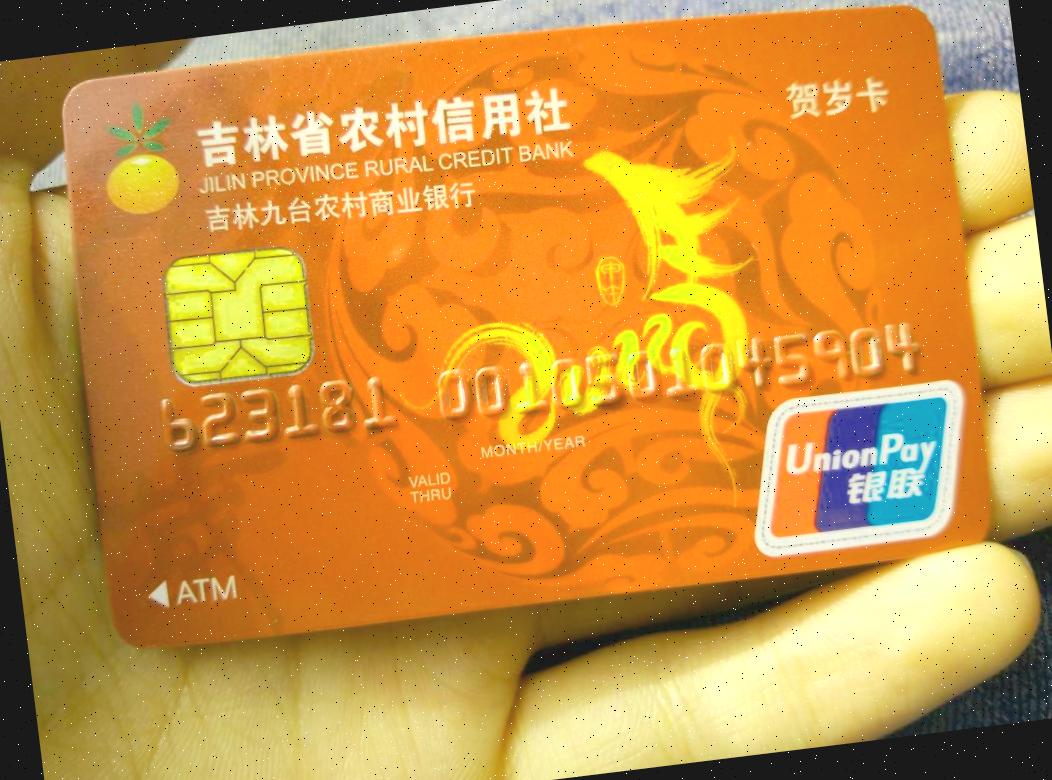 吉林省农村信用社
JILIN PROVINCE RURAL CREDIT BANK
吉林九台农村商业银行
贺岁卡
623181 0010501045904
MONTH/YEAR
VALID
THRU
UnionPay
银联
ATM